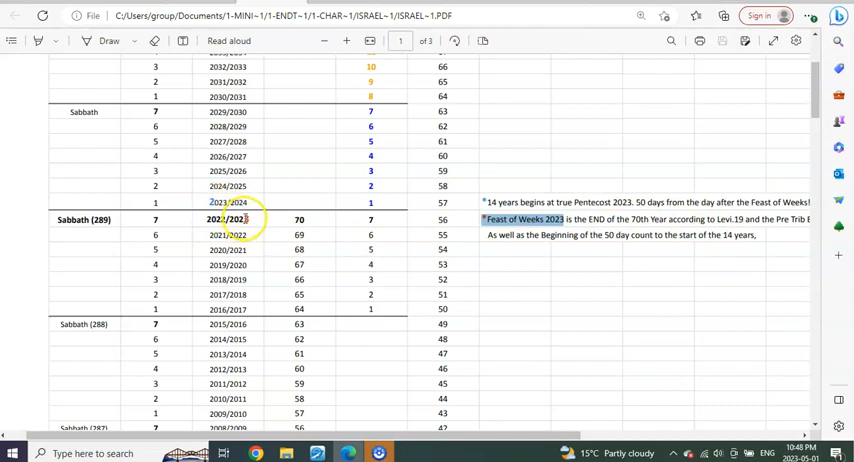 File C:/Users/group/Documents/1-MINI~1/1-ENDT~1/1-CHAR~1/ISRAEL~1/ISRAEL~1.PDF Sign in
Draw Read aloud 1 of 3
3 2032/2033 10 66
2 2031/2032 9 65
1 2030/2031 8 64
Sabbath 7 2029/2030 7 63
6 2028/2029 6 62
5 2027/2028 5 61
4 2026/2027 4 60
3 2025/2026 3 59
2 2024/2025 2 58
1 2023/2024 1 57 *14 years begins at true Pentecost 2023. 50 days from the day after the Feast of Weeks!
Sabbath (289) 7 2022/2023 70 7 56 *Feast of Weeks 2023 is the END of the 70th Year according to Levi.19 and the Pre Trib
6 2021/2022 69 6 55 As well as the Beginning of the 50 day count to the start of the 14 years,
5 2020/2021 68 5 54
4 2019/2020 67 4 53
3 2018/2019 66 3 52
2 2017/2018 65 2 51
1 2016/2017 64 1 50
Sabbath (288) 7 2015/2016 63 49
6 2014/2015 62 48
5 2013/2014 61 47
4 2012/2013 60 46
3 2011/2012 59 45
2 2010/2011 58 44
1 2009/2010 57 43
Sabbath (287) 7 2008/2009 56 42
Type here to search 15°C Partly cloudy ENG 10:48 PM
2023-05-01